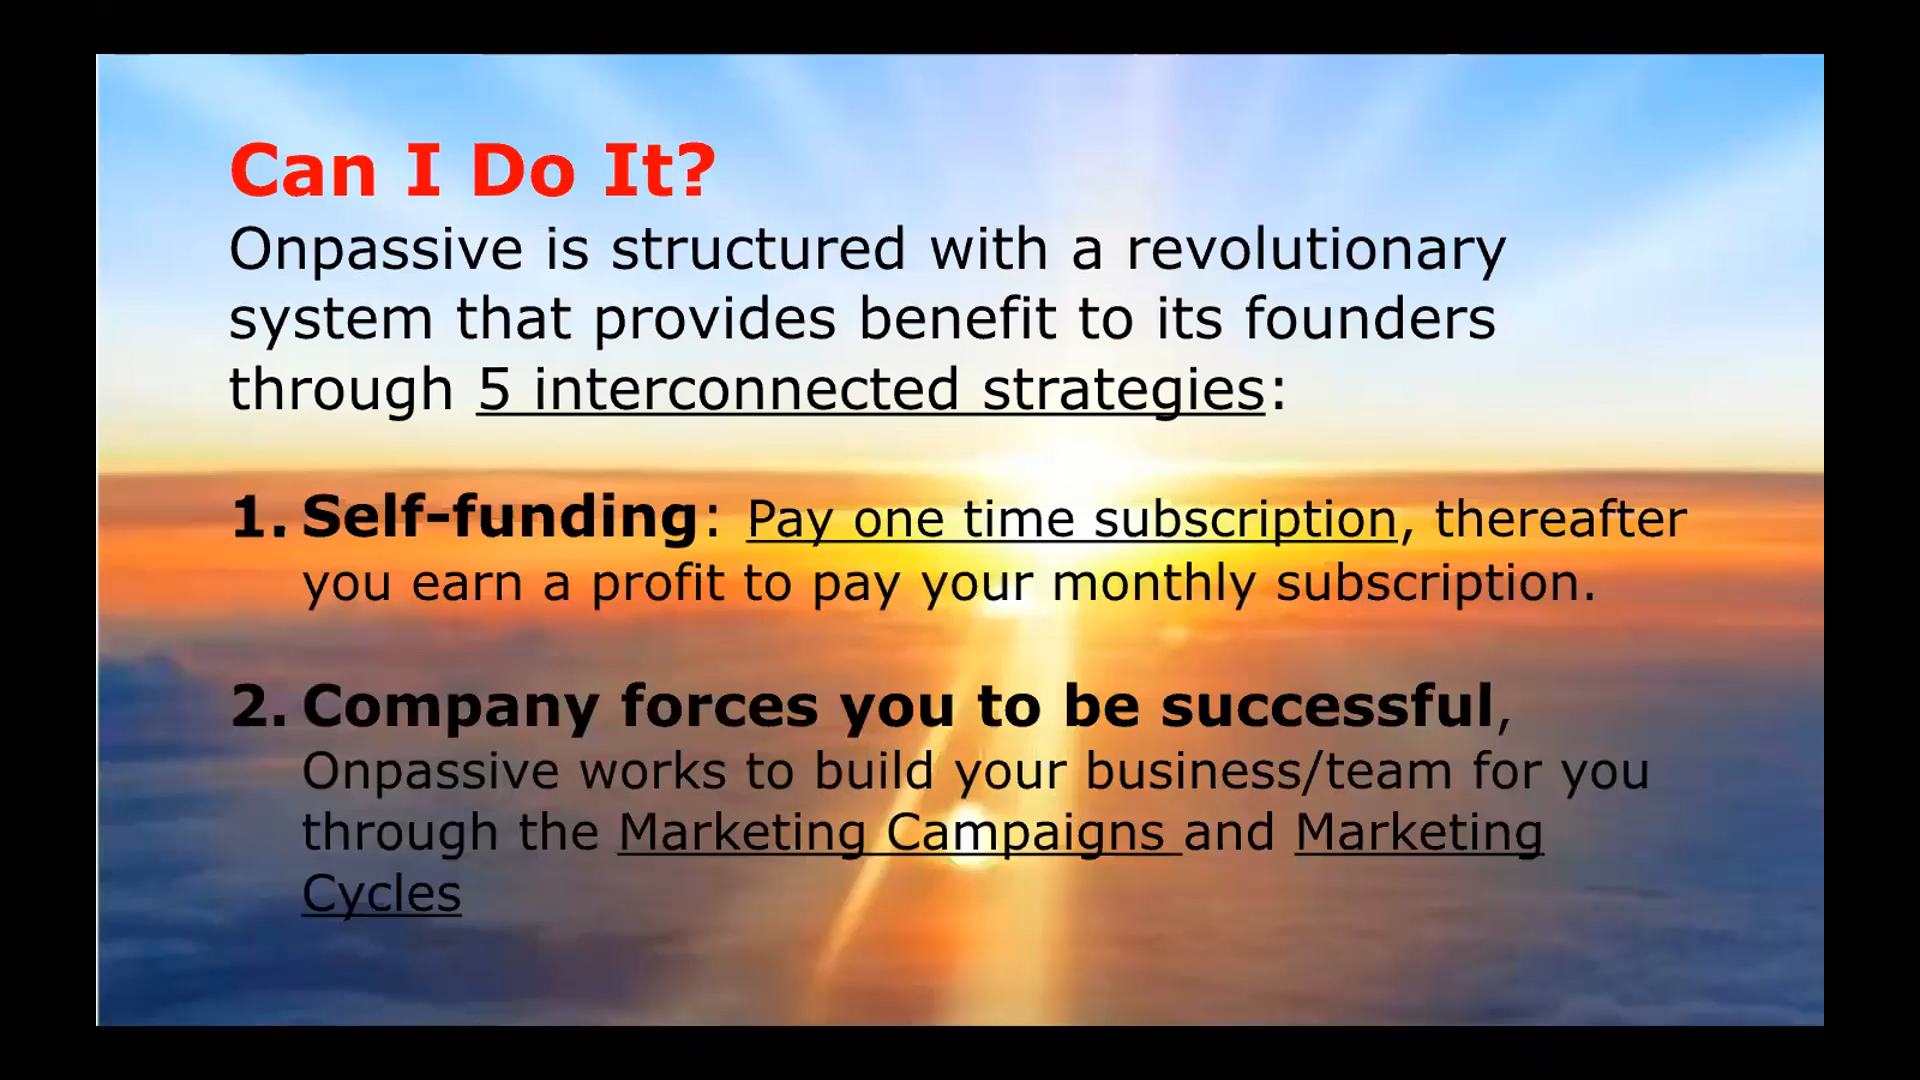 Can I Do It?
Onpassive is structured with a revolutionary
system that provides benefit to its founders
through 5 interconnected strategies:
1. Self-funding: Pay one time subscription, thereafter
you earn a profit to pay your monthly subscription.
2. Company forces you to be successful,
Onpassive works to build your business/team for you
through the Marketing Campaigns and Marketing
Cycles